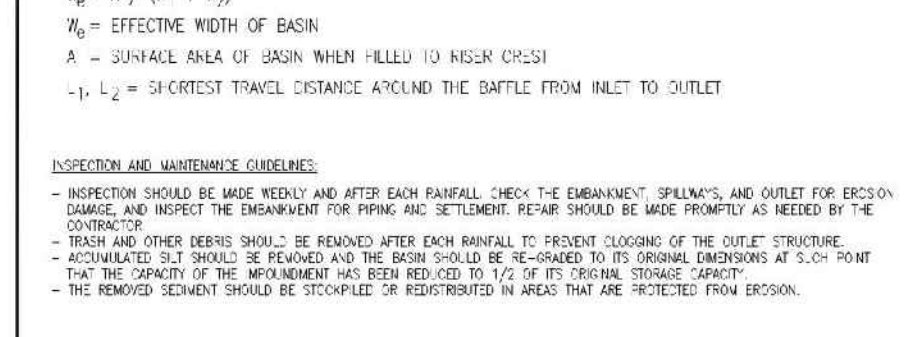 W_e = EFFECTIVE WIDTH OF BASIN
A = SURFACE AREA OF BASIN WHEN FILLED TO RISER CREST
L_1, L_2 = SHORTEST TRAVEL DISTANCE AROUND THE BAFFLE FROM INLET TO OUTLET
INSPECTION AND MAINTENANCE GUIDELINES:
– INSPECTION SHOULD BE MADE WEEKLY AND AFTER EACH RAINFALL. CHECK THE EMBANKMENT, SPILLWAYS, AND OUTLET FOR EROSION
DAMAGE, AND INSPECT THE EMBANKMENT FOR PIPING AND SETTLEMENT. REPAIR SHOULD BE MADE PROMPTLY AS NEEDED BY THE
CONTRACTOR
– TRASH AND OTHER DEBRIS SHOULD BE REMOVED AFTER EACH RAINFALL TO PREVENT CLOGGING OF THE OUTLET STRUCTURE.
– ACCUMULATED SILT SHOULD BE REMOVED AND THE BASIN SHOULD BE RE–GRADED TO ITS ORIGINAL DIMENSIONS AT SUCH POINT
THAT THE CAPACITY OF THE IMPOUNDMENT HAS BEEN REDUCED TO 1/2 OF ITS ORIGINAL STORAGE CAPACITY.
– THE REMOVED SEDIMENT SHOULD BE STOCKPILED OR REDISTRIBUTED IN AREAS THAT ARE PROTECTED FROM EROSION.